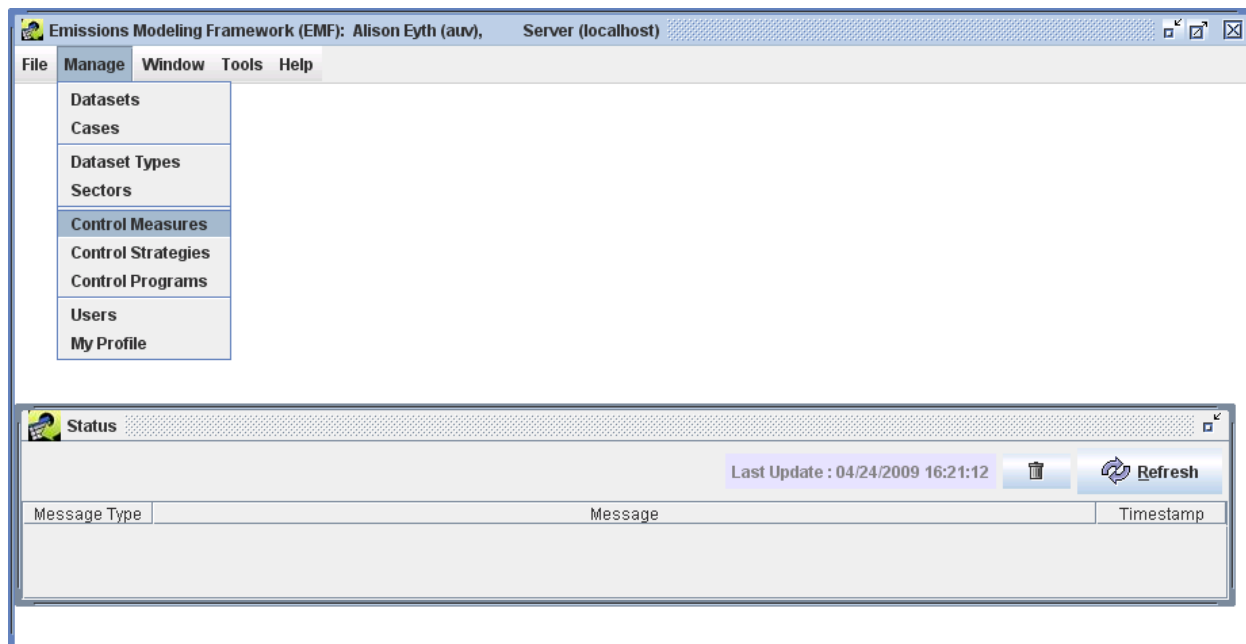 Emissions Modeling Framework (EMF): Alison Eyth (auv), Server (localhost)
File Manage Window Tools Help
Datasets
Cases
Dataset Types
Sectors
Control Measures
Control Strategies
Control Programs
Users
My Profile
Status
Last Update : 04/24/2009 16:21:12 Refresh
Message Type Message Timestamp